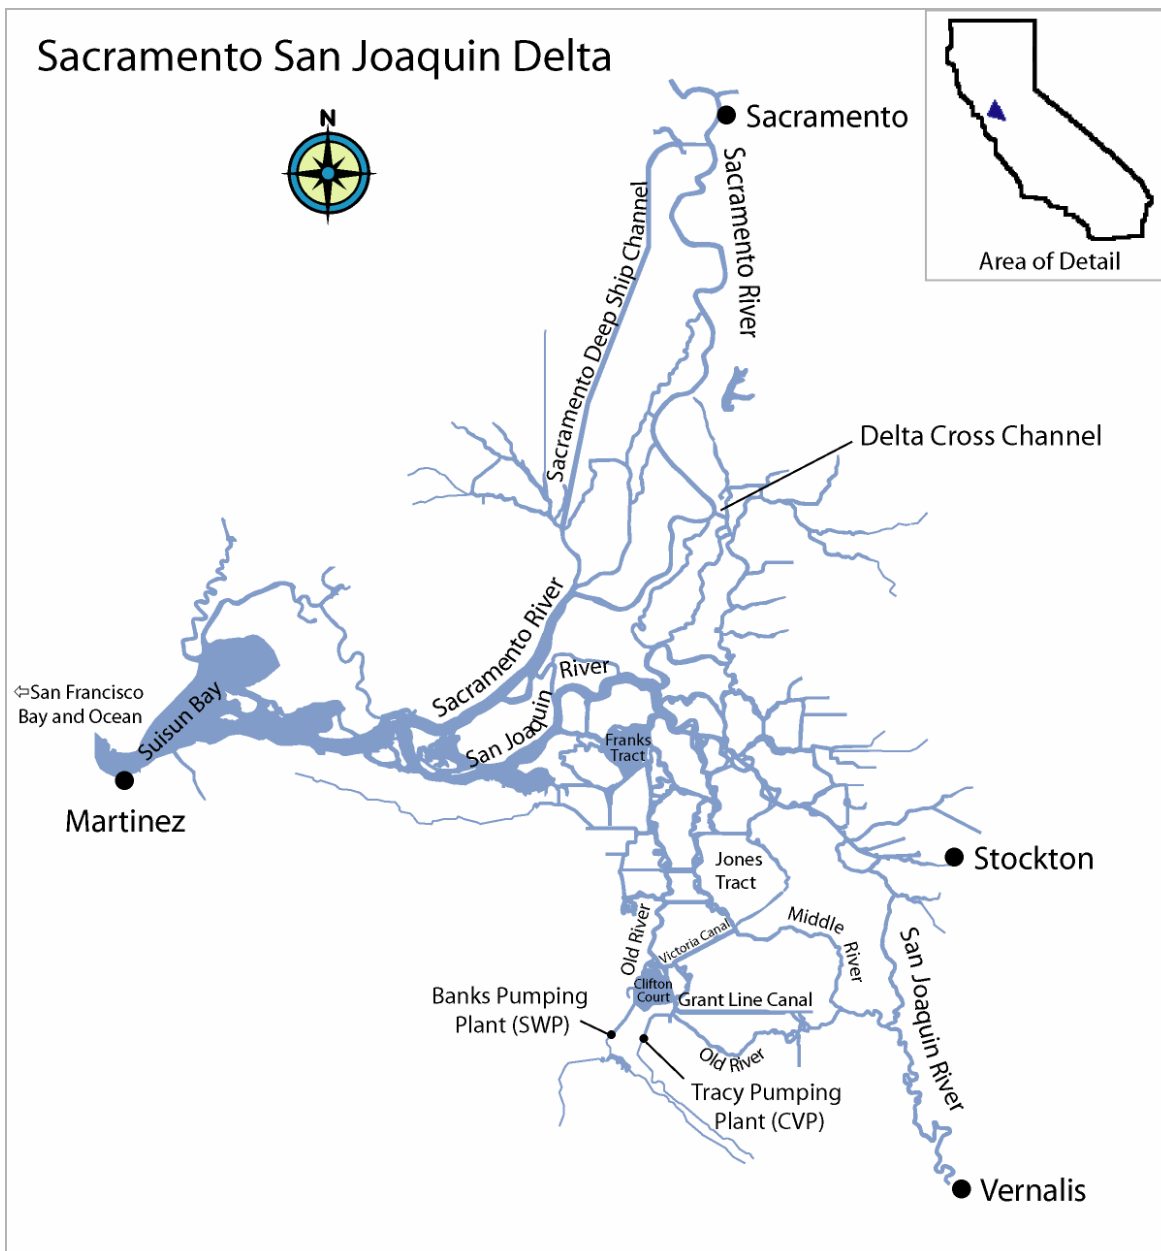 Sacramento San Joaquin Delta
N
Sacramento
Area of Detail
Sacramento River
Sacramento Deep Ship Channel
Delta Cross Channel
Sacramento River
San Joaquin River
⇦San Francisco
Bay and Ocean
Suisun Bay
Franks
Tract
Martinez
Jones
Tract
Stockton
Old River
Victoria Canal
Middle River
San Joaquin River
Clifton
Court
Grant Line Canal
Banks Pumping
Plant (SWP)
Old River
Tracy Pumping
Plant (CVP)
Vernalis